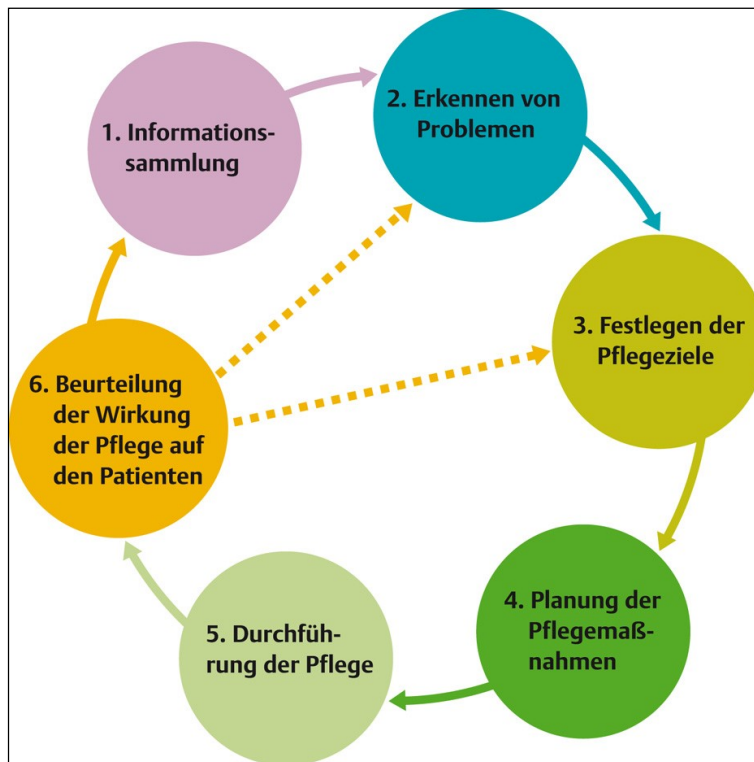 1. Informations-
sammlung
2. Erkennen von
Problemen
3. Festlegen der
Pflegeziele
4. Planung der
Pflegemaß-
nahmen
5. Durchfüh-
rung der Pflege
6. Beurteilung
der Wirkung
der Pflege auf
den Patienten